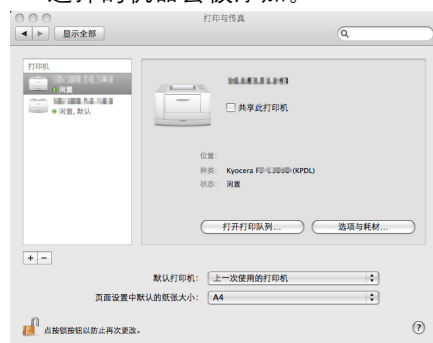 选择的机器会被添加。
打印与传真
显示全部
打印机
闲置
闲置, 默认
共享此打印机
位置:
种类: Kyocera (KPDL)
状态: 闲置
打开打印队列... 选项与耗材...
+ -
默认打印机: 上一次使用的打印机
页面设置中默认的纸张大小: A4
点按锁按钮以防止再次更改。
?